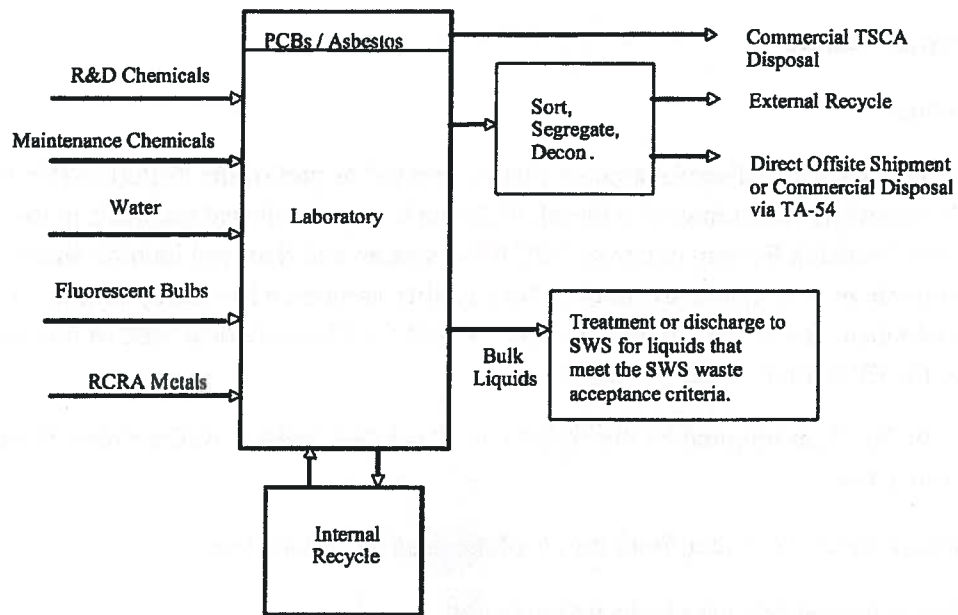 PCBs / Asbestos
Commercial TSCA
Disposal
R&D Chemicals
Sort,
Segregate,
Decon.
External Recycle
Maintenance Chemicals
Direct Offsite Shipment
or Commercial Disposal
via TA-54
Water
Laboratory
Fluorescent Bulbs
Bulk
Liquids
Treatment or discharge to
SWS for liquids that
meet the SWS waste
acceptance criteria.
RCRA Metals
Internal
Recycle